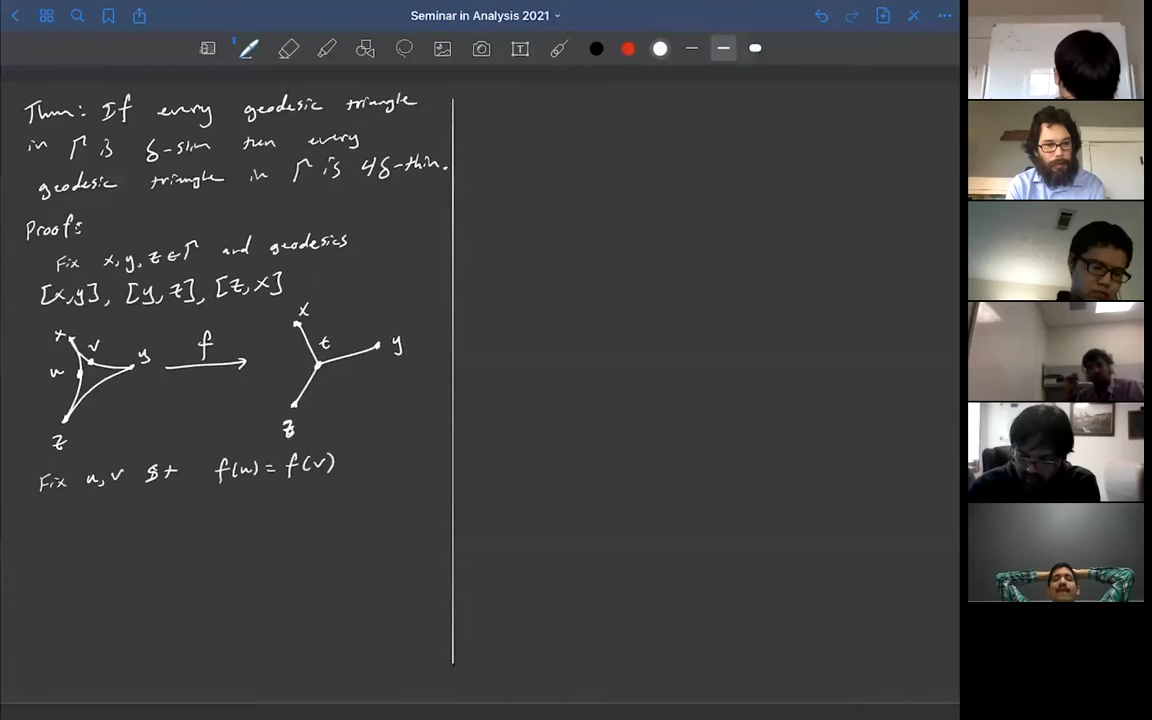 Seminar in Analysis 2021
Thm: If every geodesic triangle
in Γ is δ-slim then every
geodesic triangle in Γ is 4δ-thin.
Proof:
Fix x, y, z ∈ Γ and geodesics
[x,y], [y,z], [z,x]
x
v
u
y
z
f
x
t
y
z
Fix u, v st f(u) = f(v)